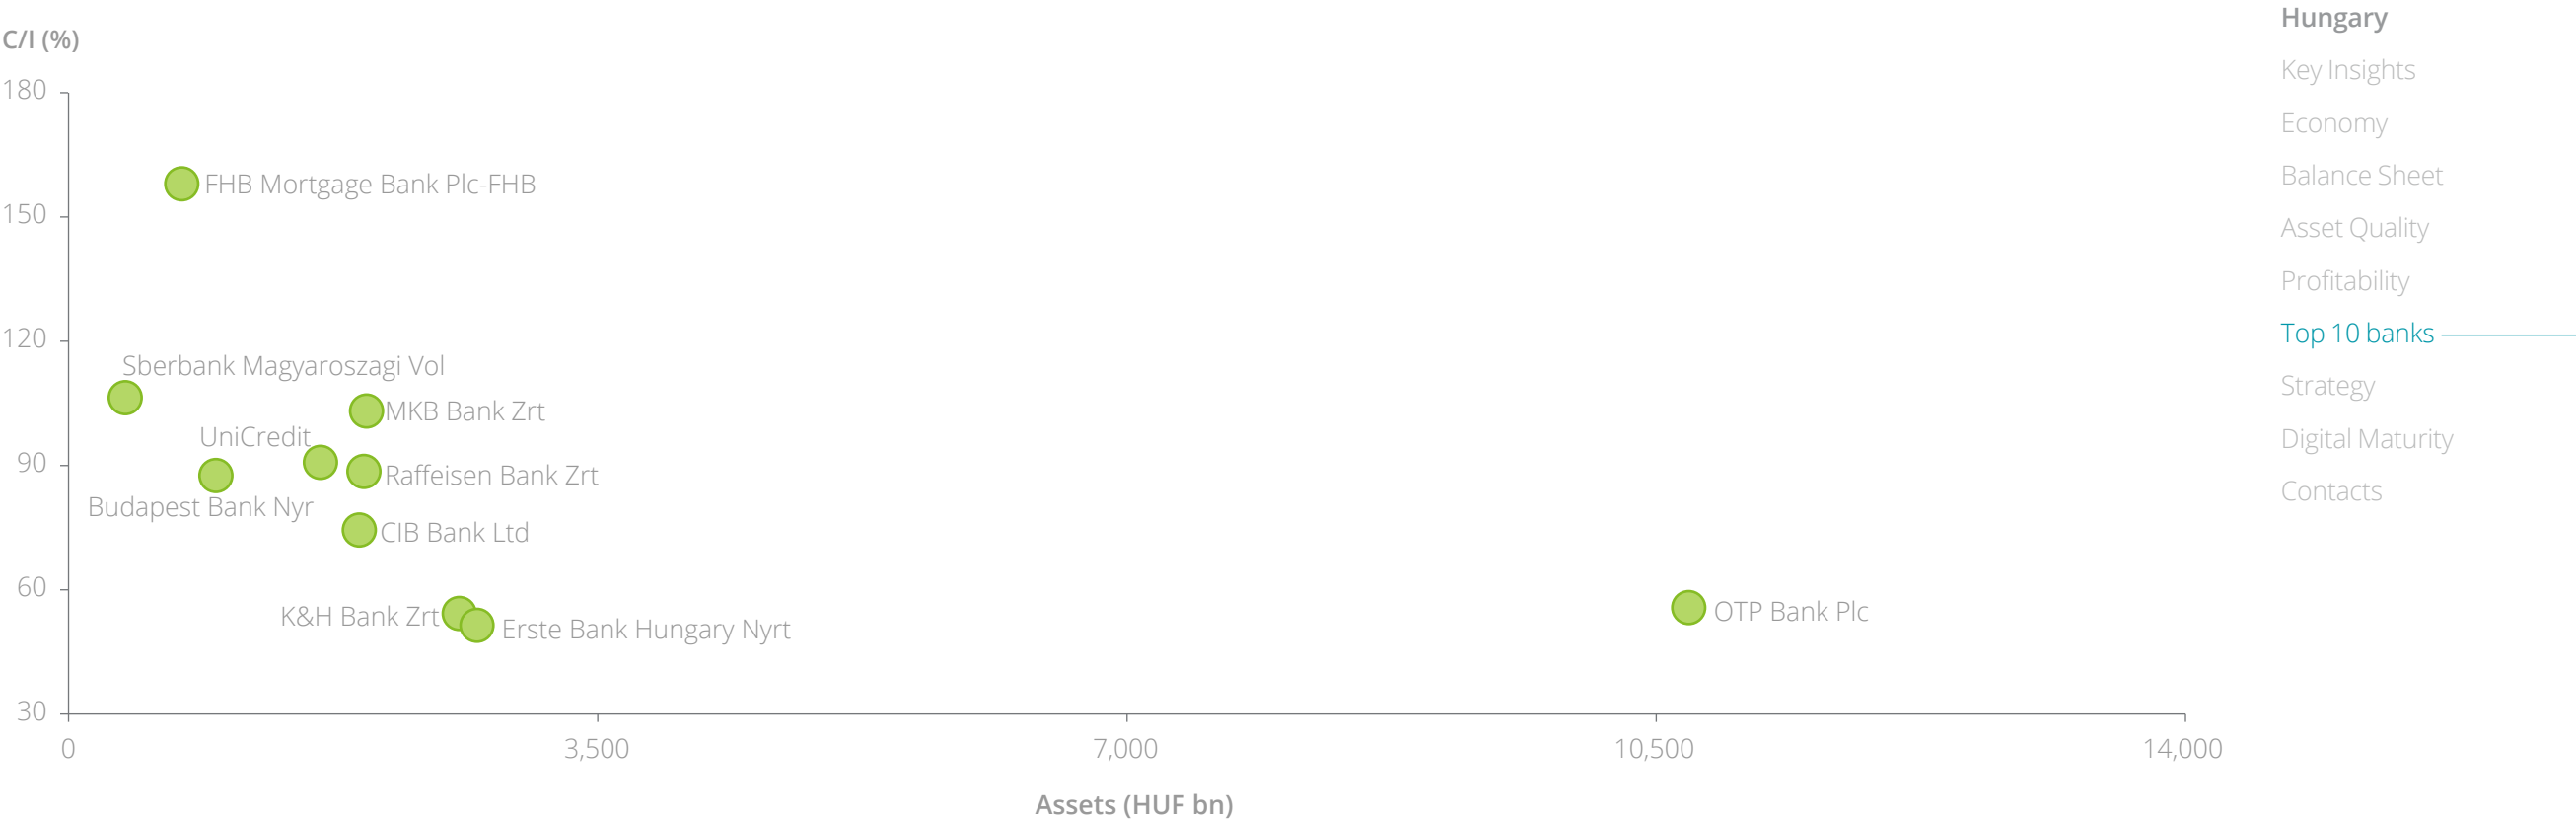 C/I (%)
180
150
120
90
60
30
FHB Mortgage Bank Plc-FHB
Sberbank Magyaroszagi Vol
MKB Bank Zrt
UniCredit
Raffeisen Bank Zrt
Budapest Bank Nyr
CIB Bank Ltd
K&H Bank Zrt
Erste Bank Hungary Nyrt
OTP Bank Plc
0
3,500
7,000
10,500
14,000
Assets (HUF bn)
Hungary
Key Insights
Economy
Balance Sheet
Asset Quality
Profitability
Top 10 banks
Strategy
Digital Maturity
Contacts